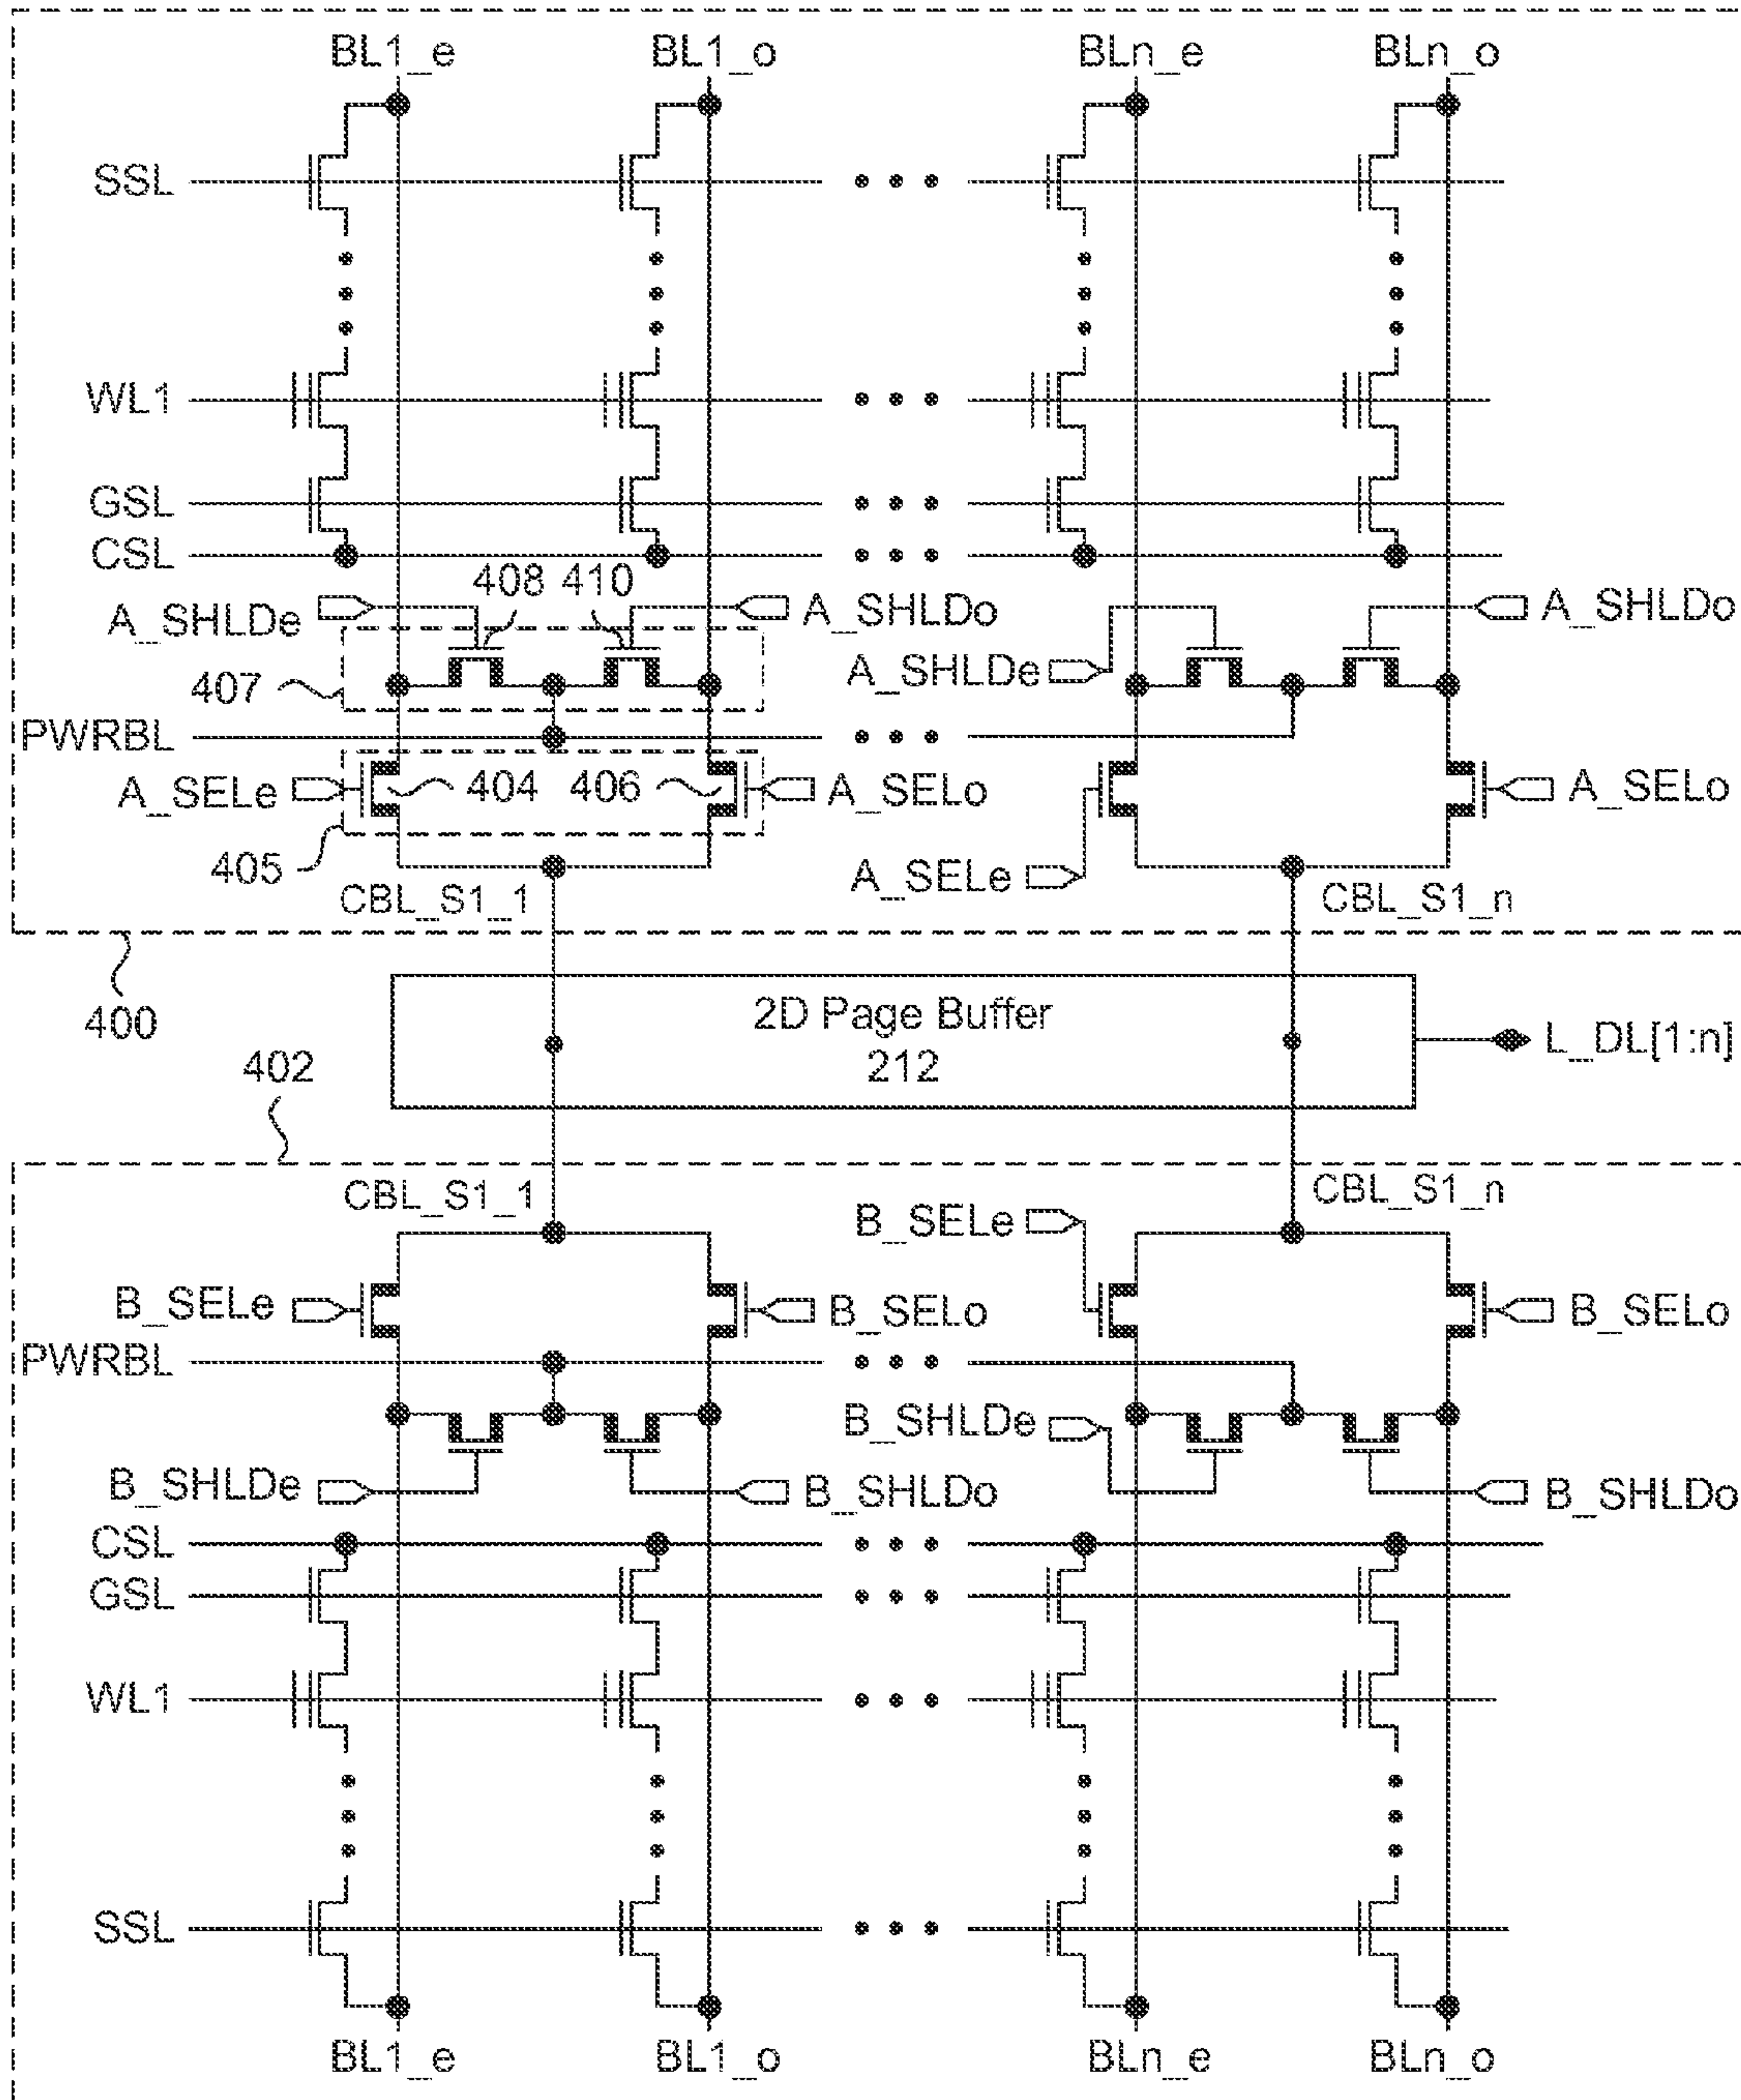 BL1_e BL1_o BLn_e BLn_o
SSL
WL1
GSL
CSL
408 410
A_SHLDe A_SHLDo A_SHLDo
A_SHLDe
407
PWRBL
A_SELe 404 406 A_SELo A_SELo
405
A_SELe
CBL_S1_1 CBL_S1_n
400
2D Page Buffer
212
L_DL[1:n]
402
CBL_S1_1 CBL_S1_n
B_SELe
B_SELe B_SELo B_SELo
PWRBL
B_SHLDe
B_SHLDe B_SHLDo B_SHLDo
CSL
GSL
WL1
SSL
BL1_e BL1_o BLn_e BLn_o